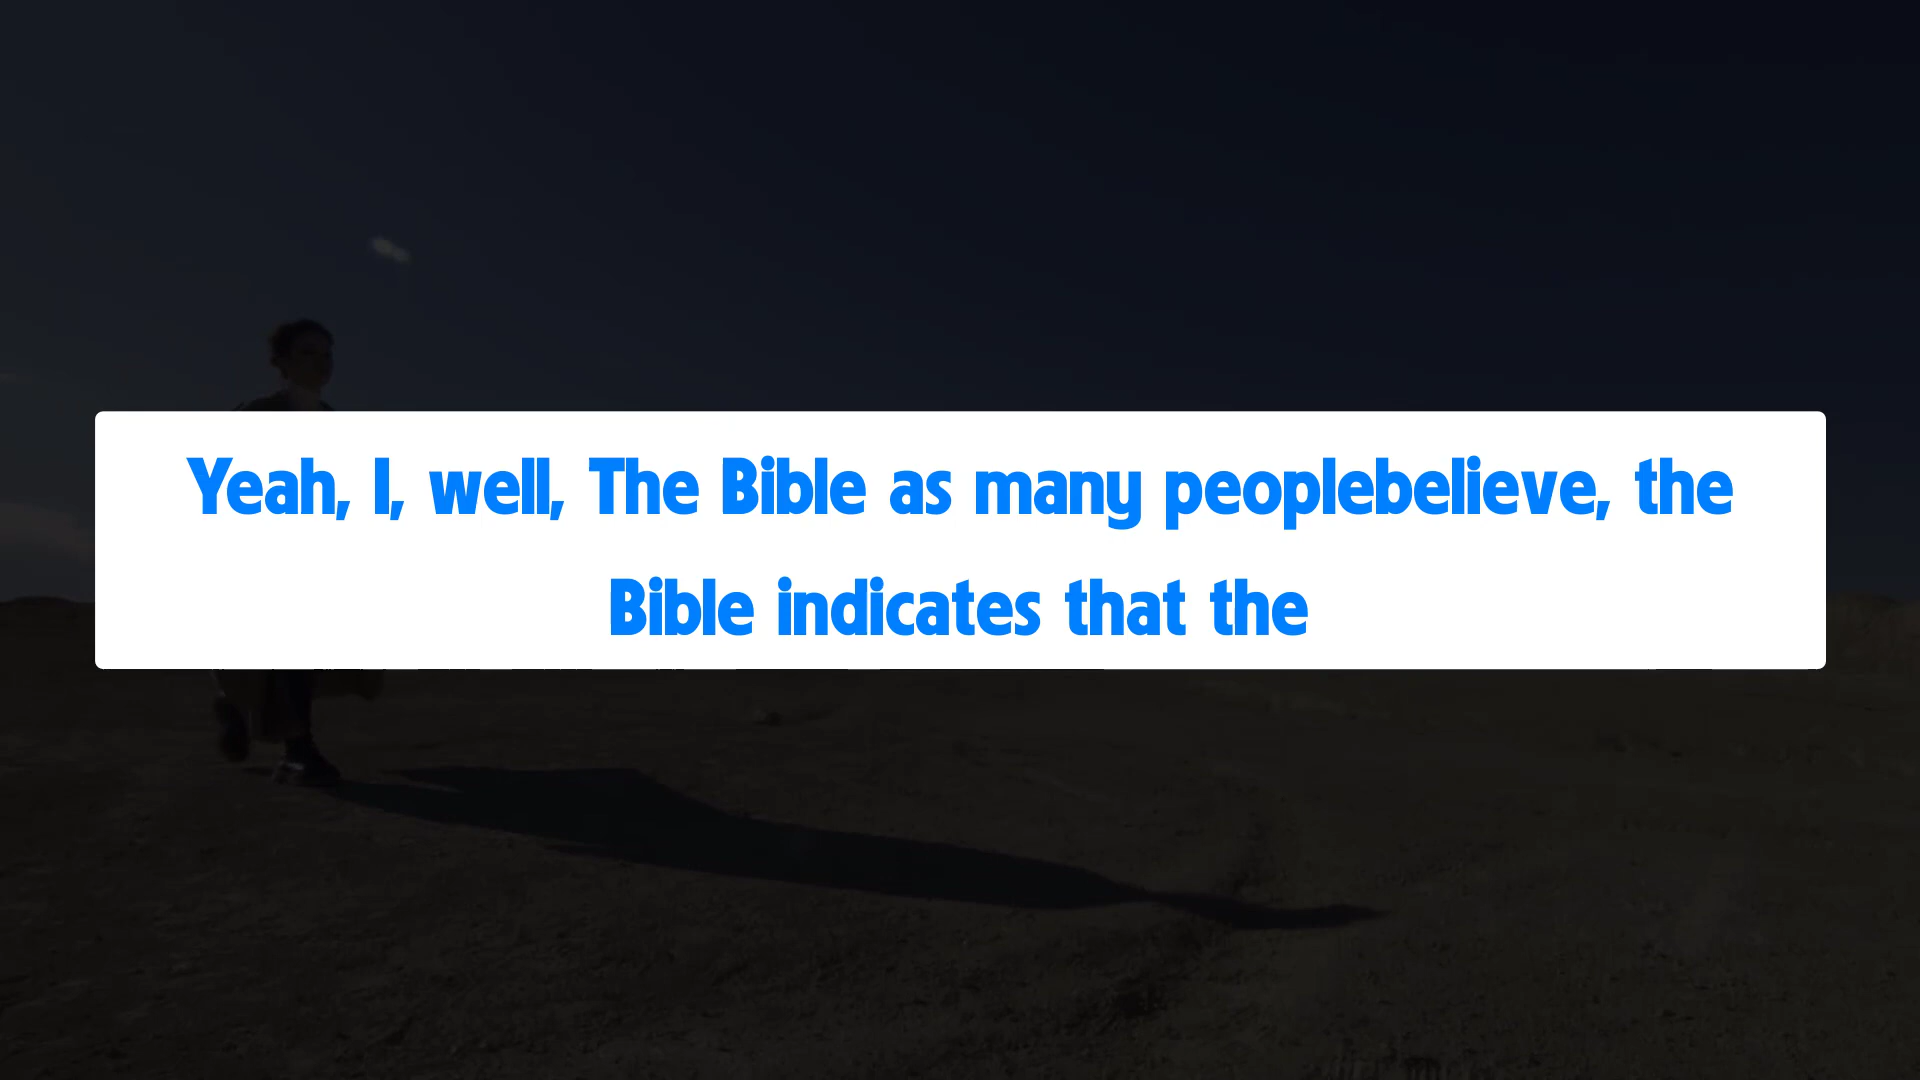 Yeah, I, well, The Bible as many peoplebelieve, the
Bible indicates that the